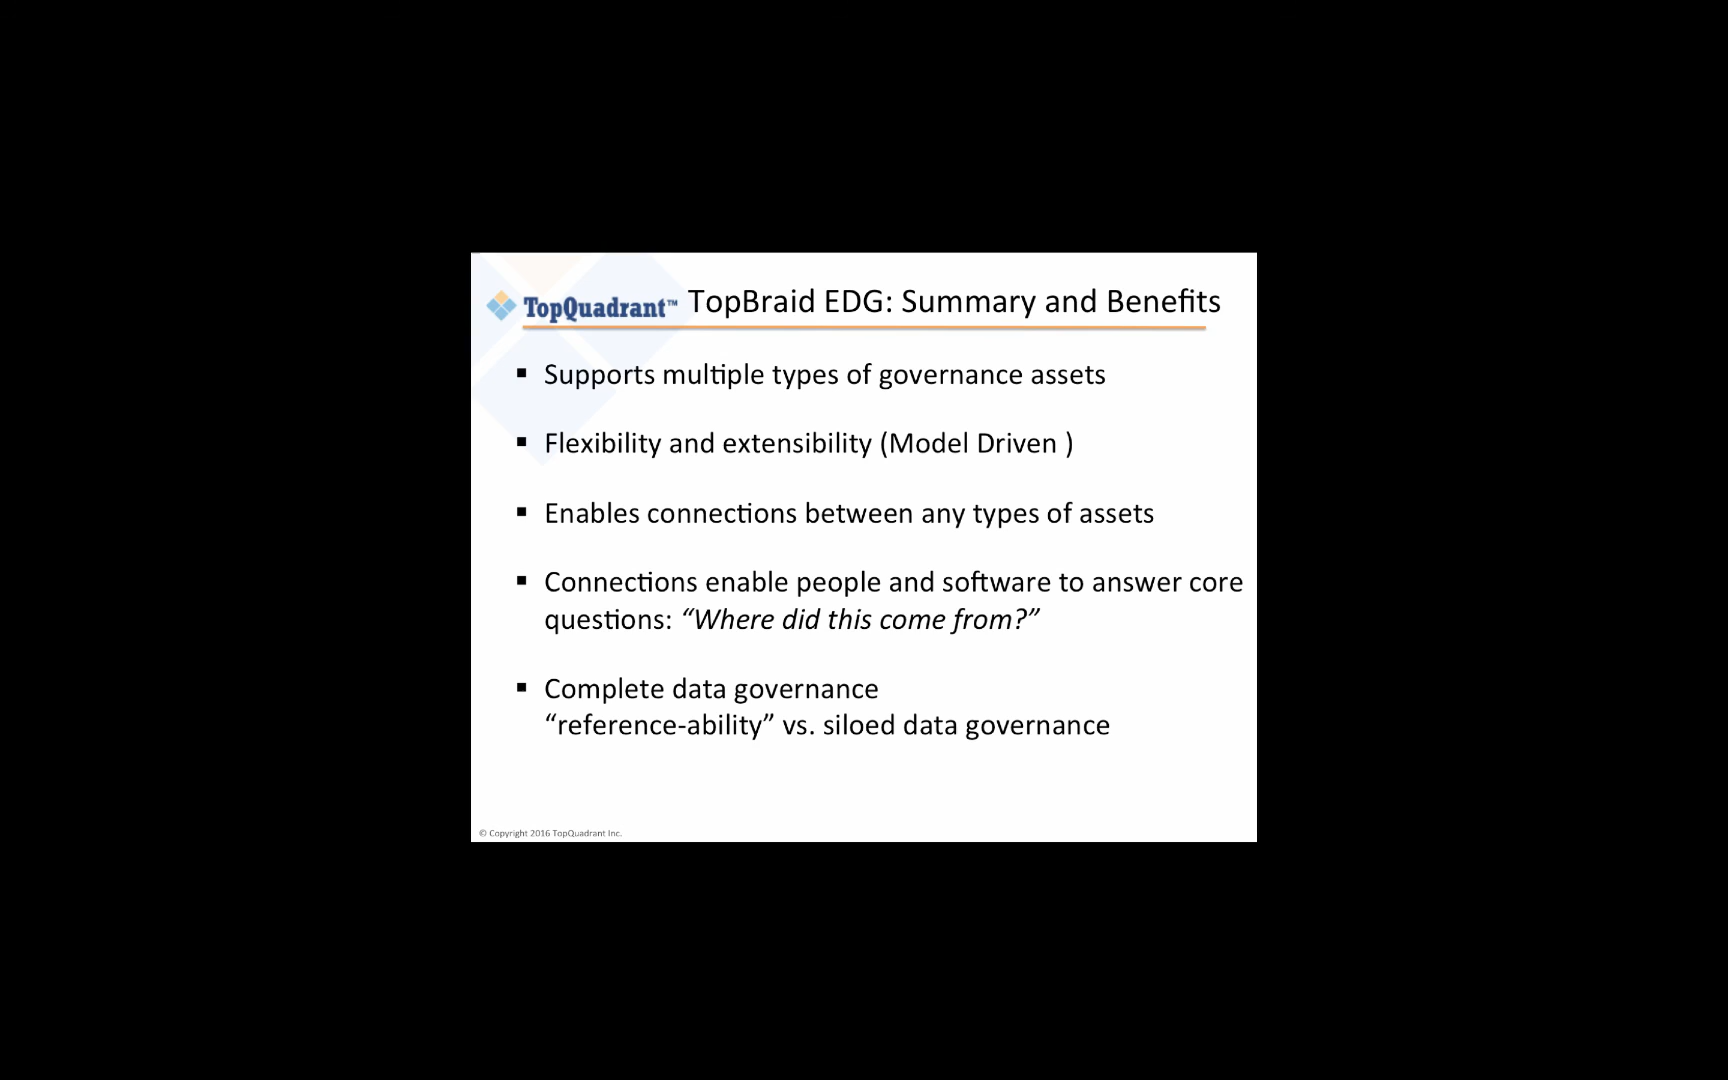 TopQuadrant™ TopBraid EDG: Summary and Benefits
▪ Supports multiple types of governance assets
▪ Flexibility and extensibility (Model Driven )
▪ Enables connections between any types of assets
▪ Connections enable people and software to answer core
questions: “Where did this come from?”
▪ Complete data governance
“reference-ability” vs. siloed data governance
© Copyright 2016 TopQuadrant Inc.